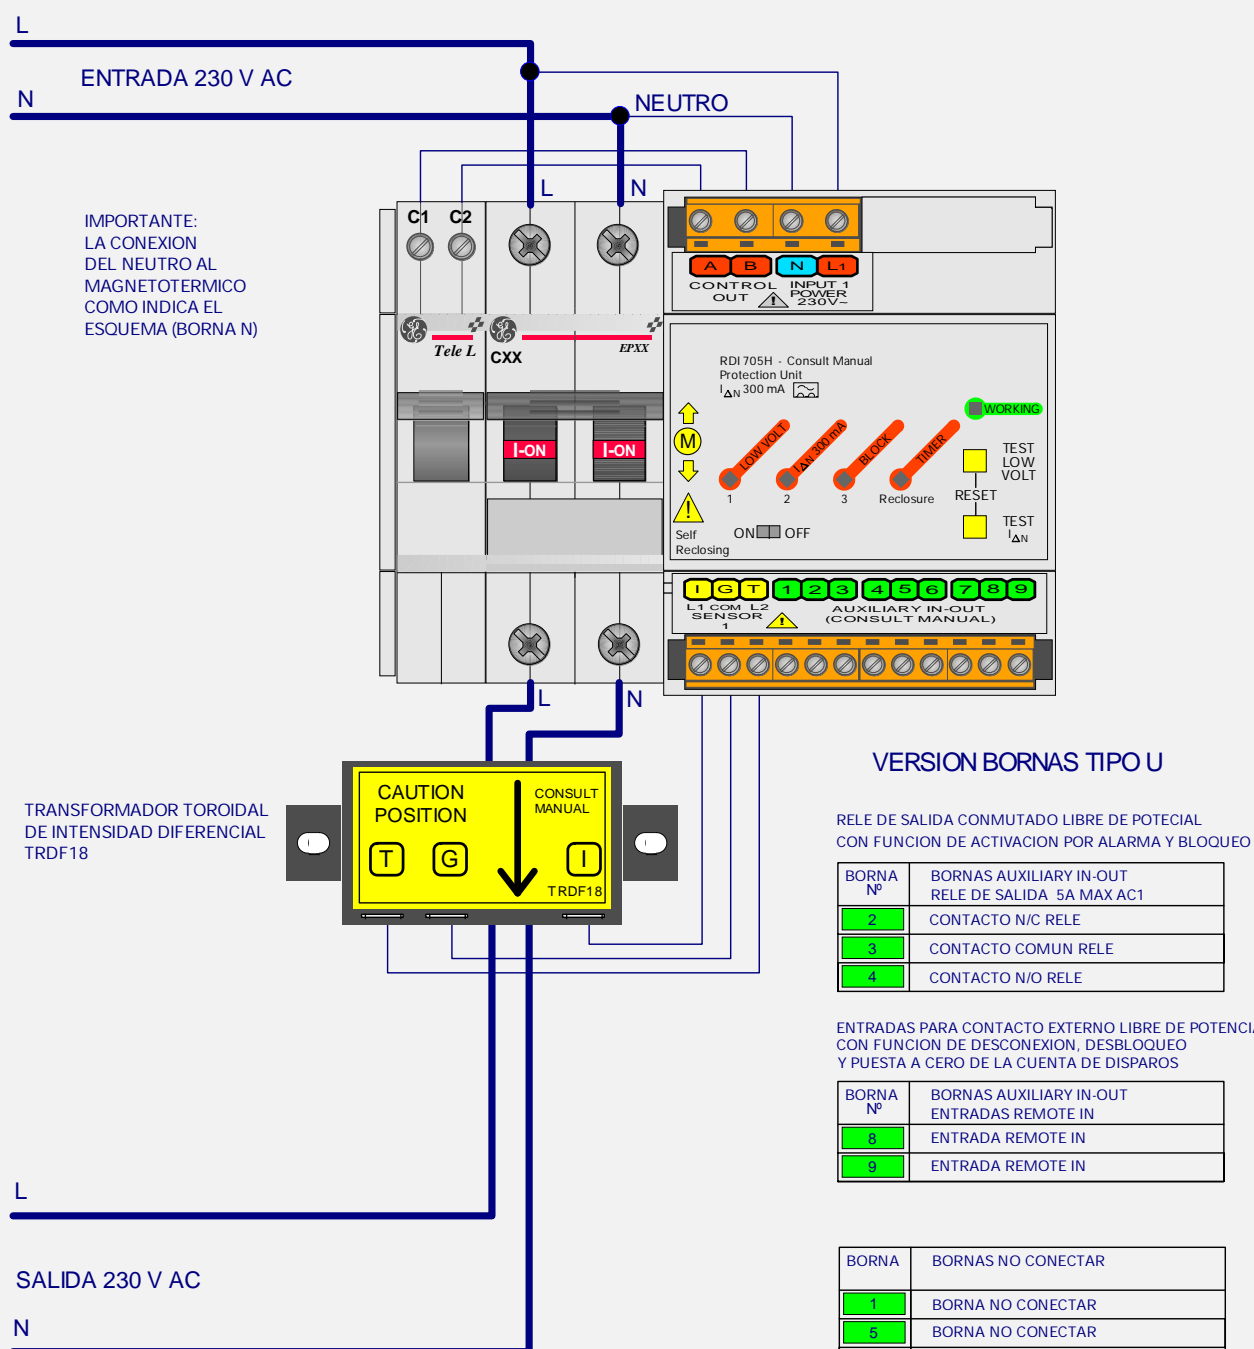 L
ENTRADA 230 V AC
N
NEUTRO
L
N
IMPORTANTE:
LA CONEXION
DEL NEUTRO AL
MAGNETOTERMICO
COMO INDICA EL
ESQUEMA (BORNA N)
C1
C2
A
B
N
L1
CONTROL
OUT
INPUT 1
POWER
230V~
Tele L
CXX
EPXX
RDI 705H - Consult Manual
Protection Unit
I∆N 300 mA
WORKING
M
LOW VOLT
I∆N 300 mA
BLOCK
TIMER
1
2
3
Reclosure
TEST
LOW
VOLT
RESET
TEST
I∆N
I-ON
I-ON
!
Self
Reclosing
ON
OFF
I
G
T
1
2
3
4
5
6
7
8
9
L1 COM L2
SENSOR
1
!
AUXILIARY IN-OUT
(CONSULT MANUAL)
L
N
CAUTION
POSITION
CONSULT
MANUAL
T
G
I
TRDF18
TRANSFORMADOR TOROIDAL
DE INTENSIDAD DIFERENCIAL
TRDF18
VERSION BORNAS TIPO U
RELE DE SALIDA CONMUTADO LIBRE DE POTECIAL
CON FUNCION DE ACTIVACION POR ALARMA Y BLOQUEO
BORNA
Nº
BORNAS AUXILIARY IN-OUT
RELE DE SALIDA 5A MAX AC1
2
CONTACTO N/C RELE
3
CONTACTO COMUN RELE
4
CONTACTO N/O RELE
ENTRADAS PARA CONTACTO EXTERNO LIBRE DE POTENCIA
CON FUNCION DE DESCONEXION, DESBLOQUEO
Y PUESTA A CERO DE LA CUENTA DE DISPAROS
BORNA
Nº
BORNAS AUXILIARY IN-OUT
ENTRADAS REMOTE IN
8
ENTRADA REMOTE IN
9
ENTRADA REMOTE IN
L
SALIDA 230 V AC
N
BORNA
BORNAS NO CONECTAR
1
BORNA NO CONECTAR
5
BORNA NO CONECTAR